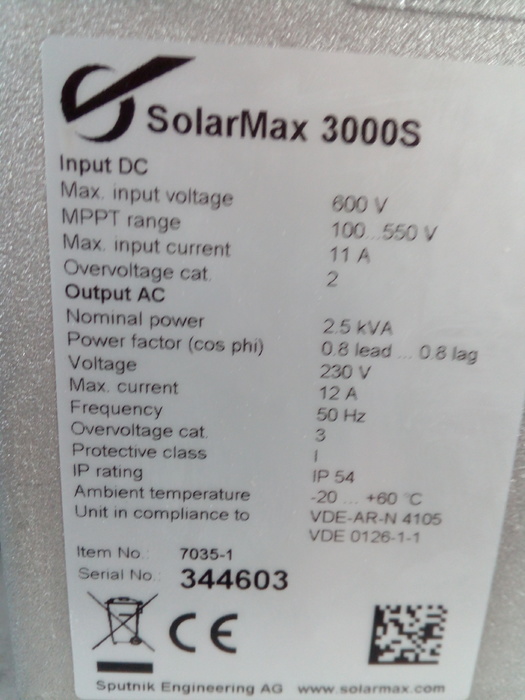 SolarMax 3000S
Input DC
Max. input voltage 600 V
MPPT range 100...550 V
Max. input current 11 A
Overvoltage cat. 2
Output AC
Nominal power 2.5 kVA
Power factor (cos phi) 0.8 lead ... 0.8 lag
Voltage 230 V
Max. current 12 A
Frequency 50 Hz
Overvoltage cat. 3
Protective class I
IP rating IP 54
Ambient temperature -20 ... +60 °C
Unit in compliance to VDE-AR-N 4105
VDE 0126-1-1
Item No.: 7035-1
Serial No.: 344603
CE
Sputnik Engineering AG www.solarmax.com